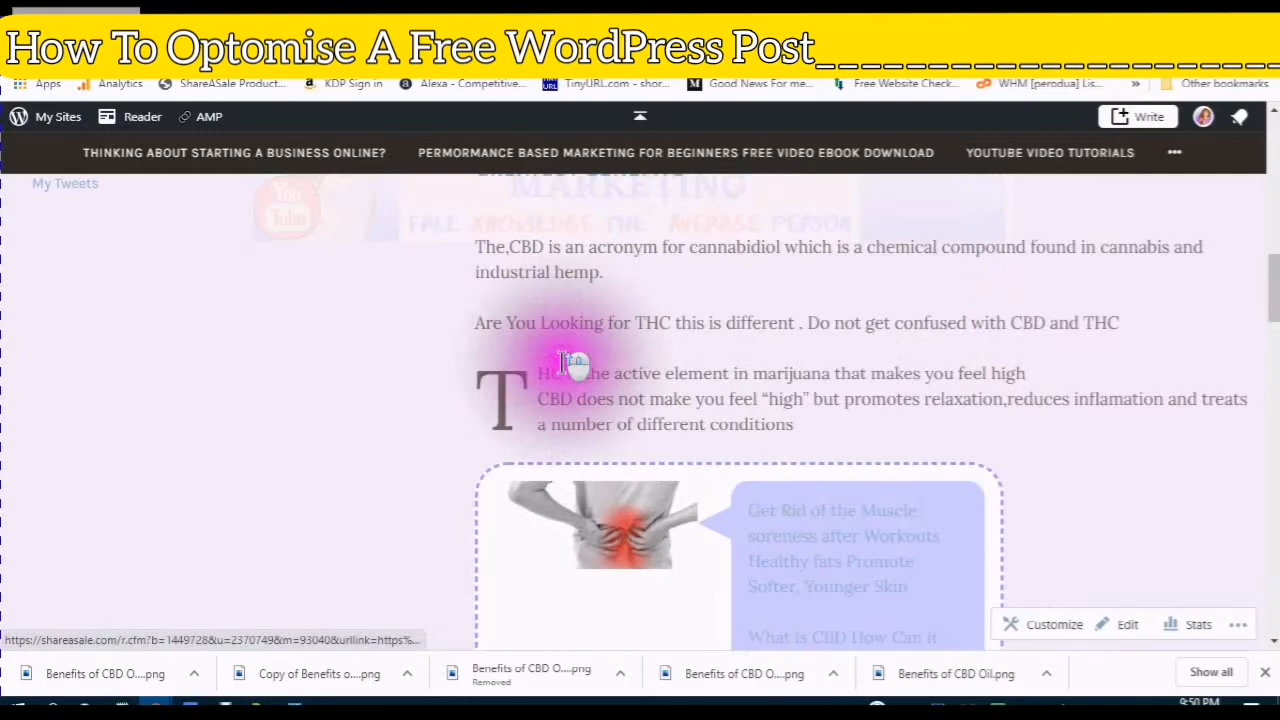 How To Optomise A Free WordPress Post
Apps Analytics ShareASale Product... KDP Sign in Alexa - Competitive... TinyURL.com - shor... Good News For me... Free Website Check... WHM [perodua] Lis... » Other bookmarks
My Sites Reader AMP Write
THINKING ABOUT STARTING A BUSINESS ONLINE? PERMORMANCE BASED MARKETING FOR BEGINNERS FREE VIDEO EBOOK DOWNLOAD YOUTUBE VIDEO TUTORIALS •••
My Tweets
MARKETING
You Tube
FALL KNOWLEDGE THE AVERAGE PERSON
The,CBD is an acronym for cannabidiol which is a chemical compound found in cannabis and
industrial hemp.
Are You Looking for THC this is different . Do not get confused with CBD and THC
T
the active element in marijuana that makes you feel high
CBD does not make you feel “high” but promotes relaxation,reduces inflamation and treats
a number of different conditions
Get Rid of the Muscle
soreness after Workouts
Healthy fats Promote
Softer, Younger Skin
What is CBD How Can it
Customize Edit Stats •••
https://shareasale.com/r.cfm?b=1449728&u=2370749&m=93040&urllink=https%...
Benefits of CBD O....png Copy of Benefits o....png Benefits of CBD O....png Benefits of CBD O....png Benefits of CBD Oil.png Show all
Removed
9:50 PM